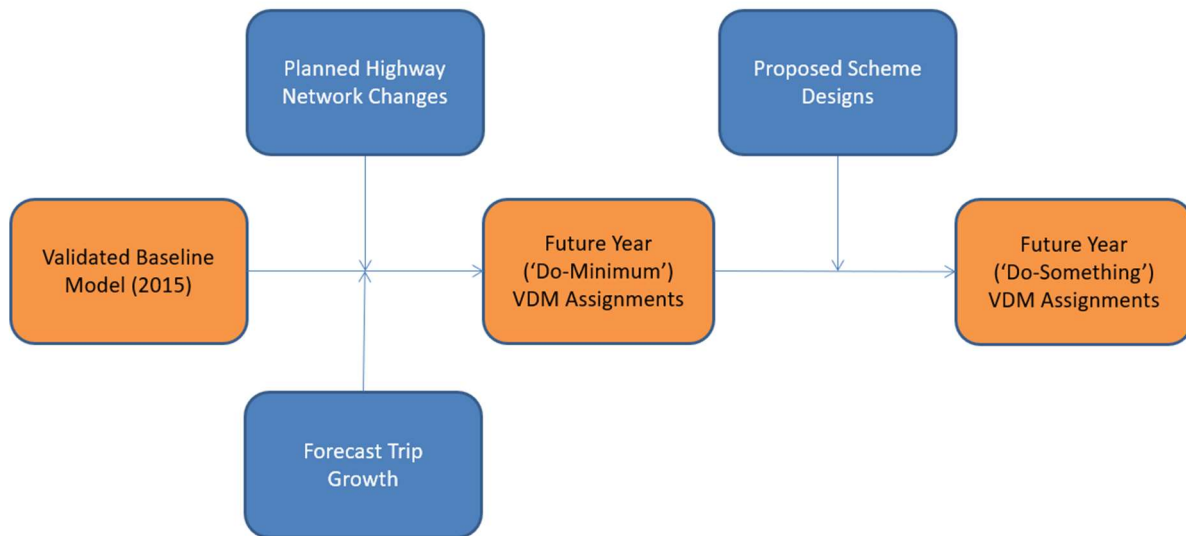 Planned Highway
Network Changes
Proposed Scheme
Designs
Validated Baseline
Model (2015)
Future Year
(‘Do-Minimum’)
VDM Assignments
Future Year
(‘Do-Something’)
VDM Assignments
Forecast Trip
Growth